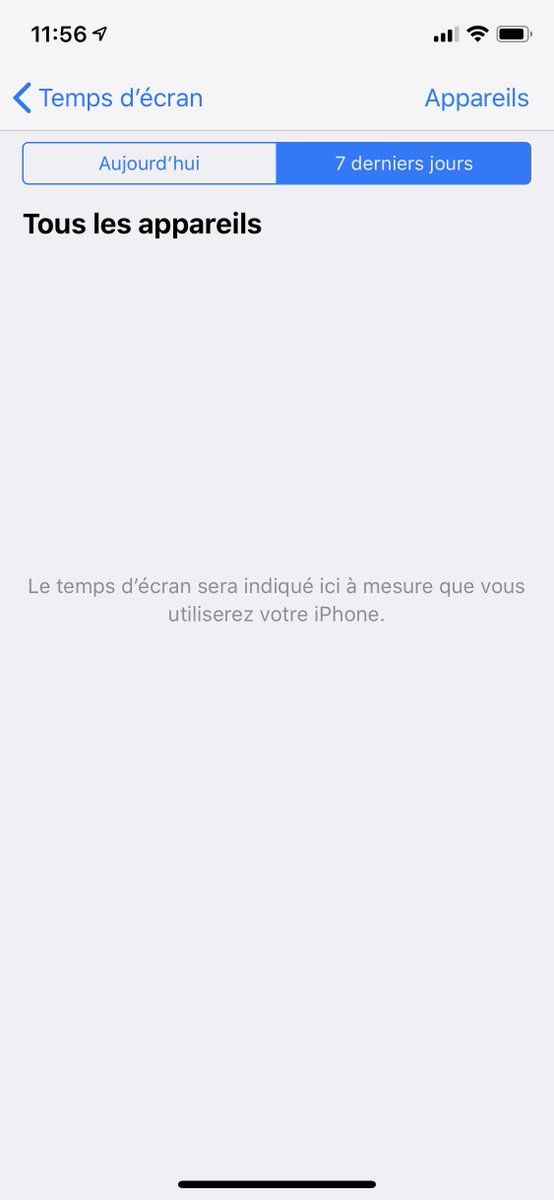 11:56
Temps d’écran
Appareils
Aujourd’hui
7 derniers jours
Tous les appareils
Le temps d’écran sera indiqué ici à mesure que vous
utiliserez votre iPhone.